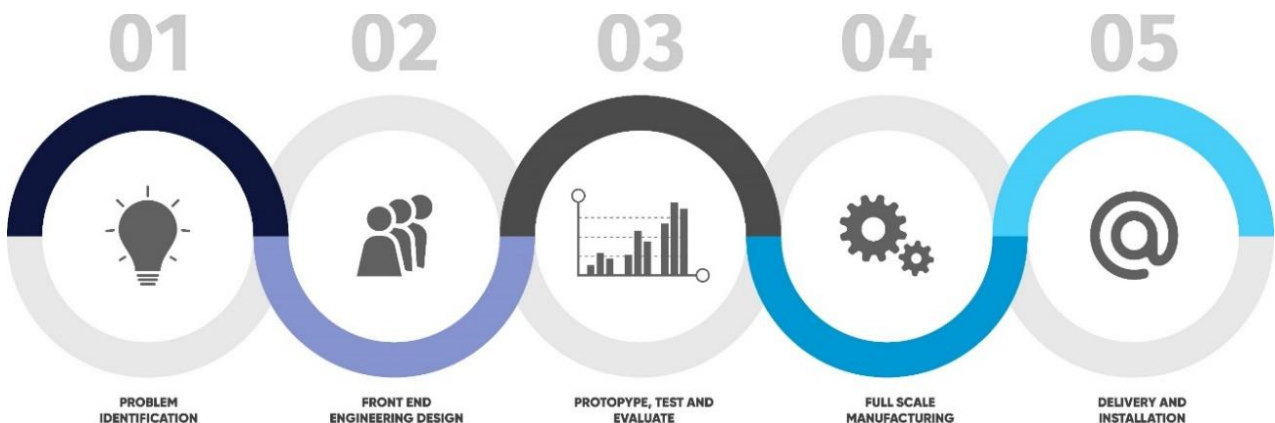 01
02
03
04
05
PROBLEM
IDENTIFICATION
FRONT END
ENGINEERING DESIGN
PROTOPYPE, TEST AND
EVALUATE
FULL SCALE
MANUFACTURING
DELIVERY AND
INSTALLATION